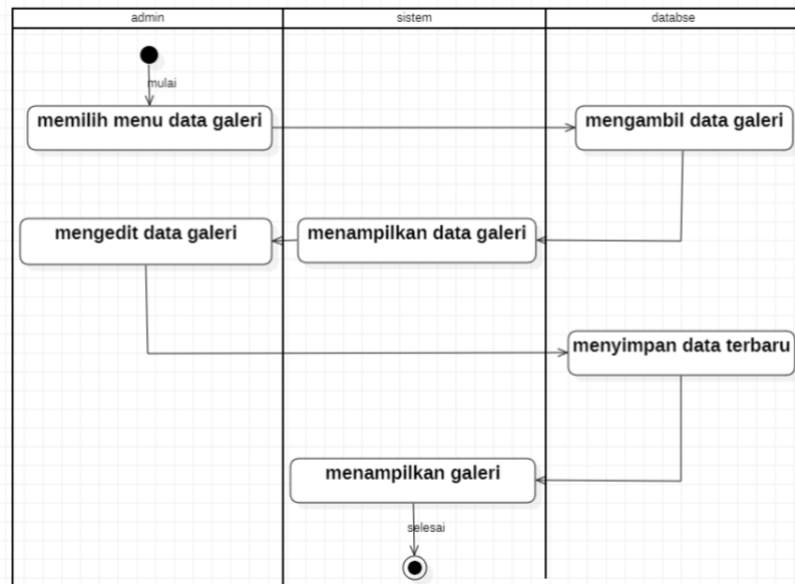 admin
sistem
databse
mulai
memilih menu data galeri
mengambil data galeri
mengedit data galeri
menampilkan data galeri
menyimpan data terbaru
menampilkan galeri
selesai